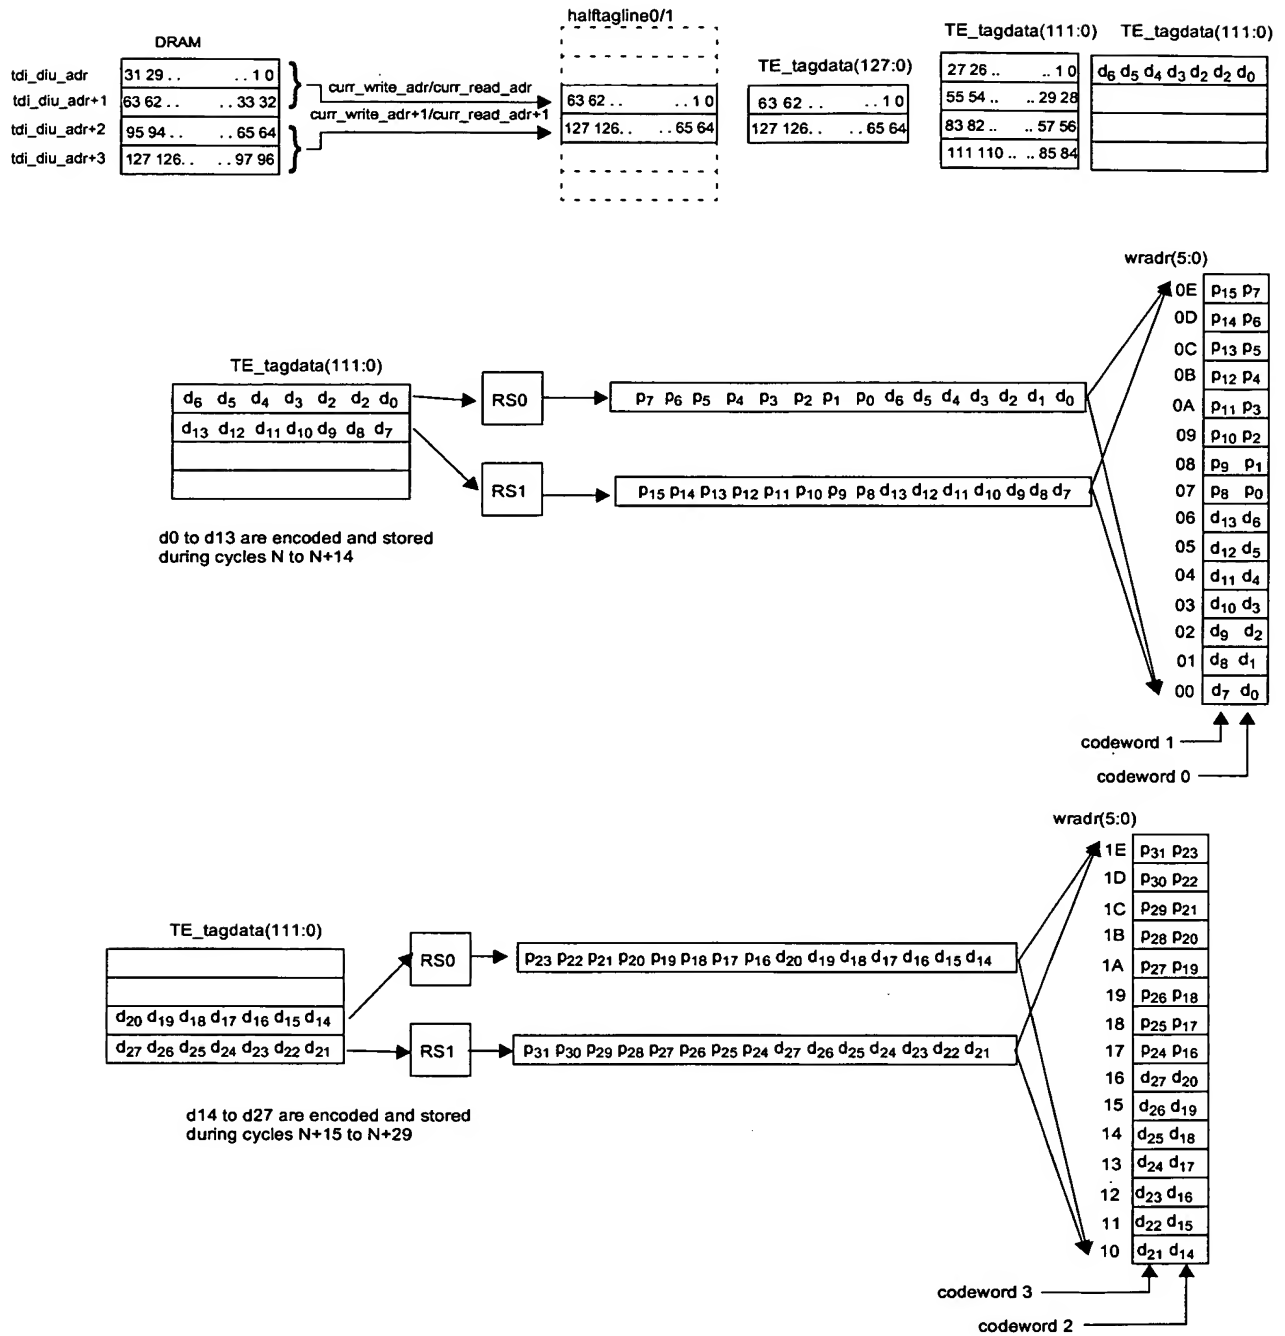 halftagline0/1
DRAM
tdi_diu_adr 31 29 . . . . 1 0
tdi_diu_adr+1 63 62 . . . . 33 32
tdi_diu_adr+2 95 94 . . . . 65 64
tdi_diu_adr+3 127 126. . . . 97 96
curr_write_adr/curr_read_adr
curr_write_adr+1/curr_read_adr+1
63 62 . . . . 1 0
127 126. . . . 65 64
TE_tagdata(127:0)
63 62 . . . . 1 0
127 126. . . . 65 64
TE_tagdata(111:0)
27 26 . . . . 1 0
55 54 . . . . 29 28
83 82 . . . . 57 56
111 110 . . . . 85 84
TE_tagdata(111:0)
d6 d5 d4 d3 d2 d2 d0
wradr(5:0)
0E p15 p7
0D p14 p6
0C p13 p5
0B p12 p4
0A p11 p3
09 p10 p2
08 p9 p1
07 p8 p0
06 d13 d6
05 d12 d5
04 d11 d4
03 d10 d3
02 d9 d2
01 d8 d1
00 d7 d0
codeword 1
codeword 0
TE_tagdata(111:0)
d6 d5 d4 d3 d2 d2 d0
d13 d12 d11 d10 d9 d8 d7
RS0
p7 p6 p5 p4 p3 p2 p1 p0 d6 d5 d4 d3 d2 d1 d0
RS1
p15 p14 p13 p12 p11 p10 p9 p8 d13 d12 d11 d10 d9 d8 d7
d0 to d13 are encoded and stored
during cycles N to N+14
wradr(5:0)
1E p31 p23
1D p30 p22
1C p29 p21
1B p28 p20
1A p27 p19
19 p26 p18
18 p25 p17
17 p24 p16
16 d27 d20
15 d26 d19
14 d25 d18
13 d24 d17
12 d23 d16
11 d22 d15
10 d21 d14
codeword 3
codeword 2
TE_tagdata(111:0)
d20 d19 d18 d17 d16 d15 d14
d27 d26 d25 d24 d23 d22 d21
RS0
p23 p22 p21 p20 p19 p18 p17 p16 d20 d19 d18 d17 d16 d15 d14
RS1
p31 p30 p29 p28 p27 p26 p25 p24 d27 d26 d25 d24 d23 d22 d21
d14 to d27 are encoded and stored
during cycles N+15 to N+29